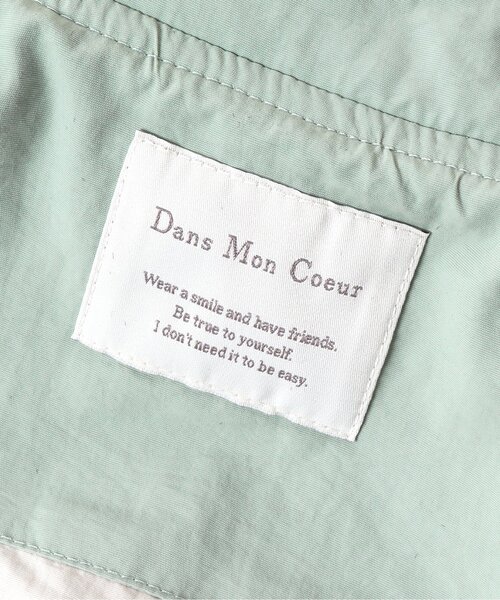 Dans Mon Coeur
Wear a smile and have friends.
Be true to yourself.
I don't need it to be easy.